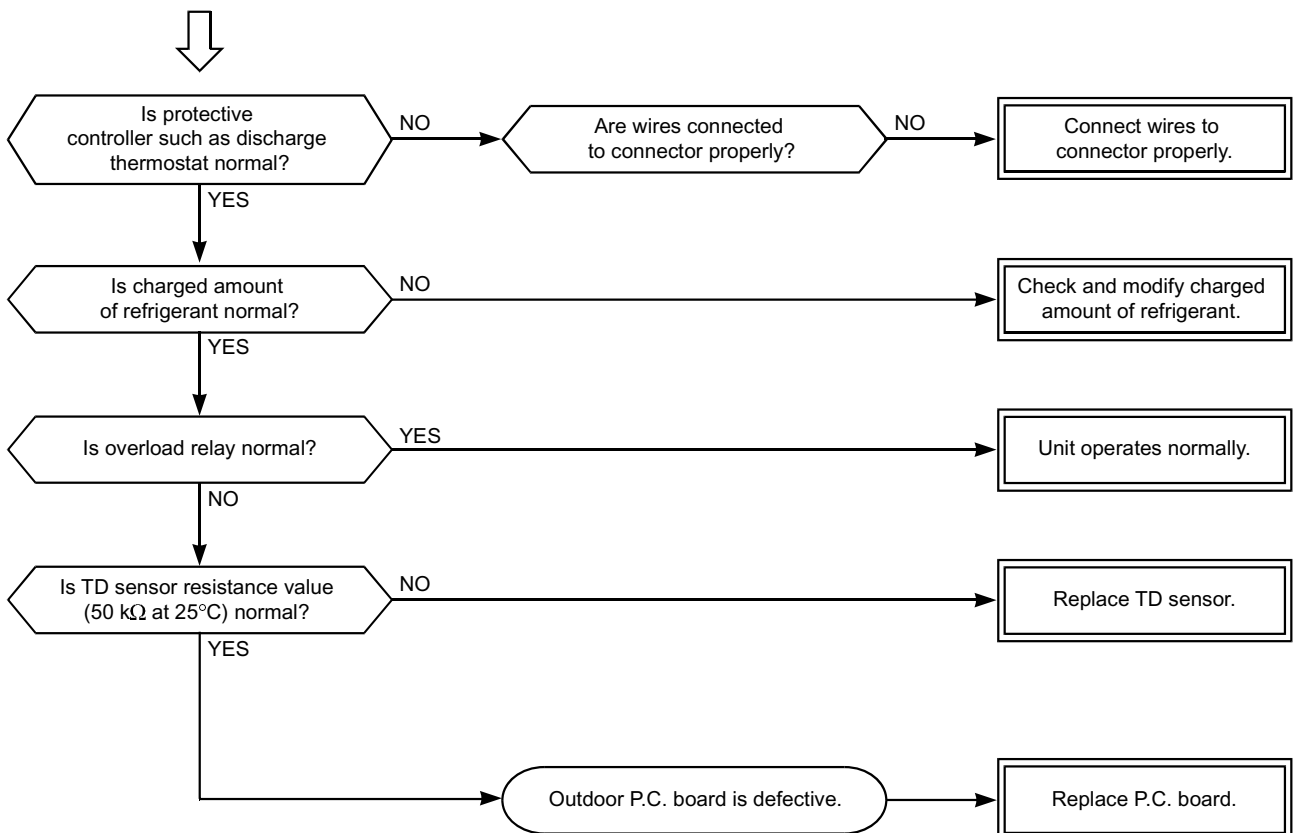 Is protective
controller such as discharge
thermostat normal?
NO
Are wires connected
to connector properly?
NO
Connect wires to
connector properly.
YES
Is charged amount
of refrigerant normal?
NO
Check and modify charged
amount of refrigerant.
YES
Is overload relay normal?
YES
Unit operates normally.
NO
Is TD sensor resistance value
(50 kΩ at 25°C) normal?
NO
Replace TD sensor.
YES
Outdoor P.C. board is defective.
Replace P.C. board.